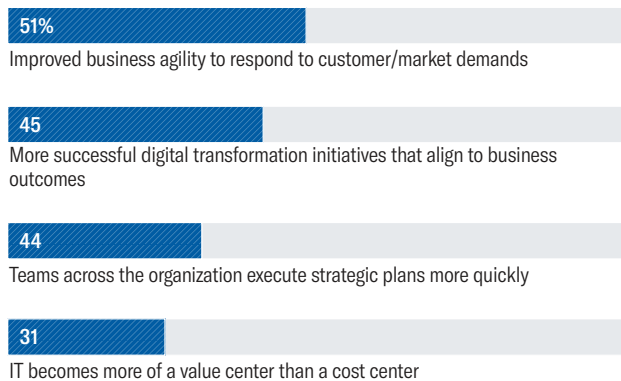 51%
Improved business agility to respond to customer/market demands
45
More successful digital transformation initiatives that align to business
outcomes
44
Teams across the organization execute strategic plans more quickly
31
IT becomes more of a value center than a cost center